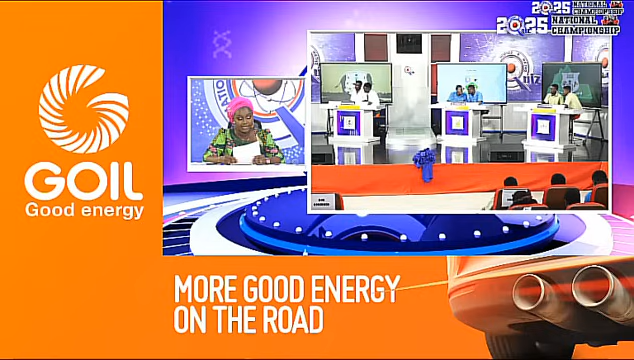 2025 NATIONAL
CHAMPIONSHIP
2025 NATIONAL
CHAMPIONSHIP
GOIL
Good energy
MORE GOOD ENERGY
ON THE ROAD